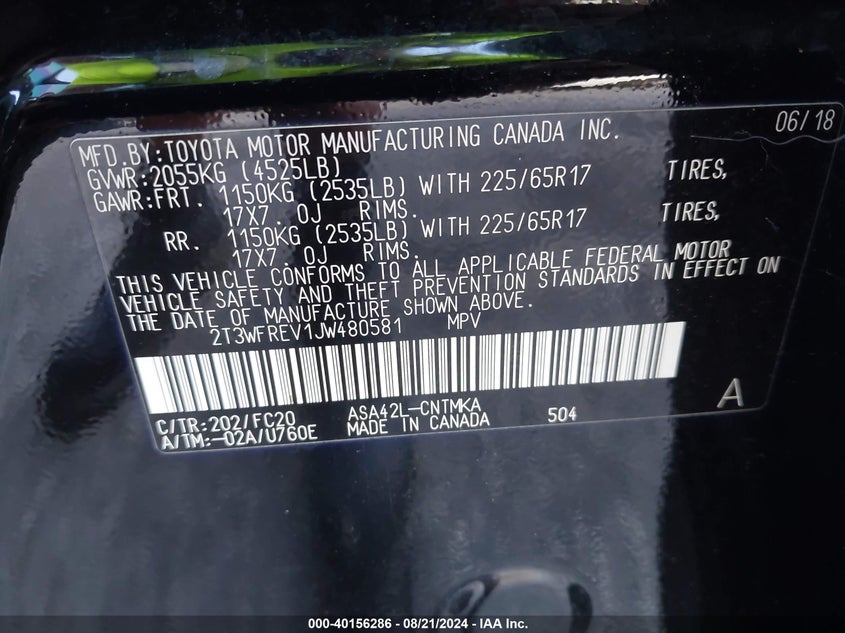 06/18
MFD.BY:TOYOTA MOTOR MANUFACTURING CANADA INC.
GVWR:2055KG (4525LB)
GAWR:FRT. 1150KG (2535LB) WITH 225/65R17 TIRES,
17X7. 0J RIMS.
RR. 1150KG (2535LB) WITH 225/65R17 TIRES,
17X7 0J RIMS.
THIS VEHICLE CONFORMS TO ALL APPLICABLE FEDERAL MOTOR
VEHICLE SAFETY AND THEFT PREVENTION STANDARDS IN EFFECT ON
THE DATE OF MANUFACTURE SHOWN ABOVE.
2T3WFREV1JW480581 MPV
C/TR:202/FC20 ASA42L-CNTMKA 504 A
A/TM:-02A/U760E MADE IN CANADA
000-40156286 - 08/21/2024 - IAA Inc.